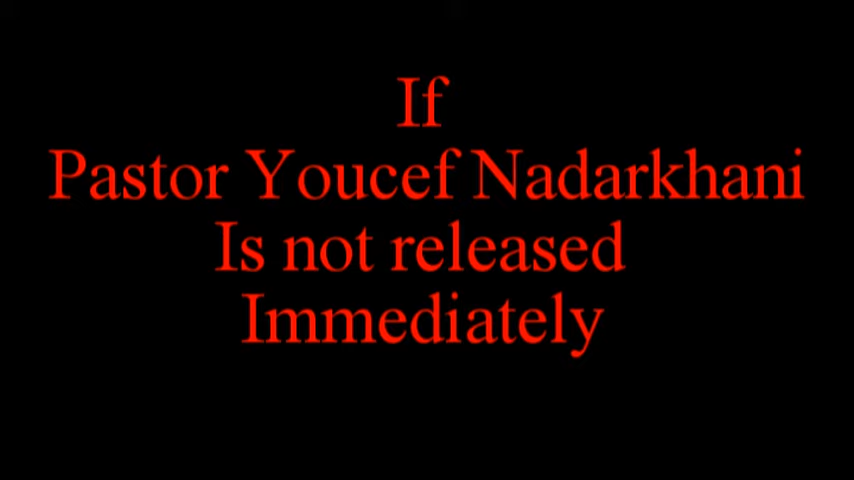 If
Pastor Youcef Nadarkhani
Is not released
Immediately